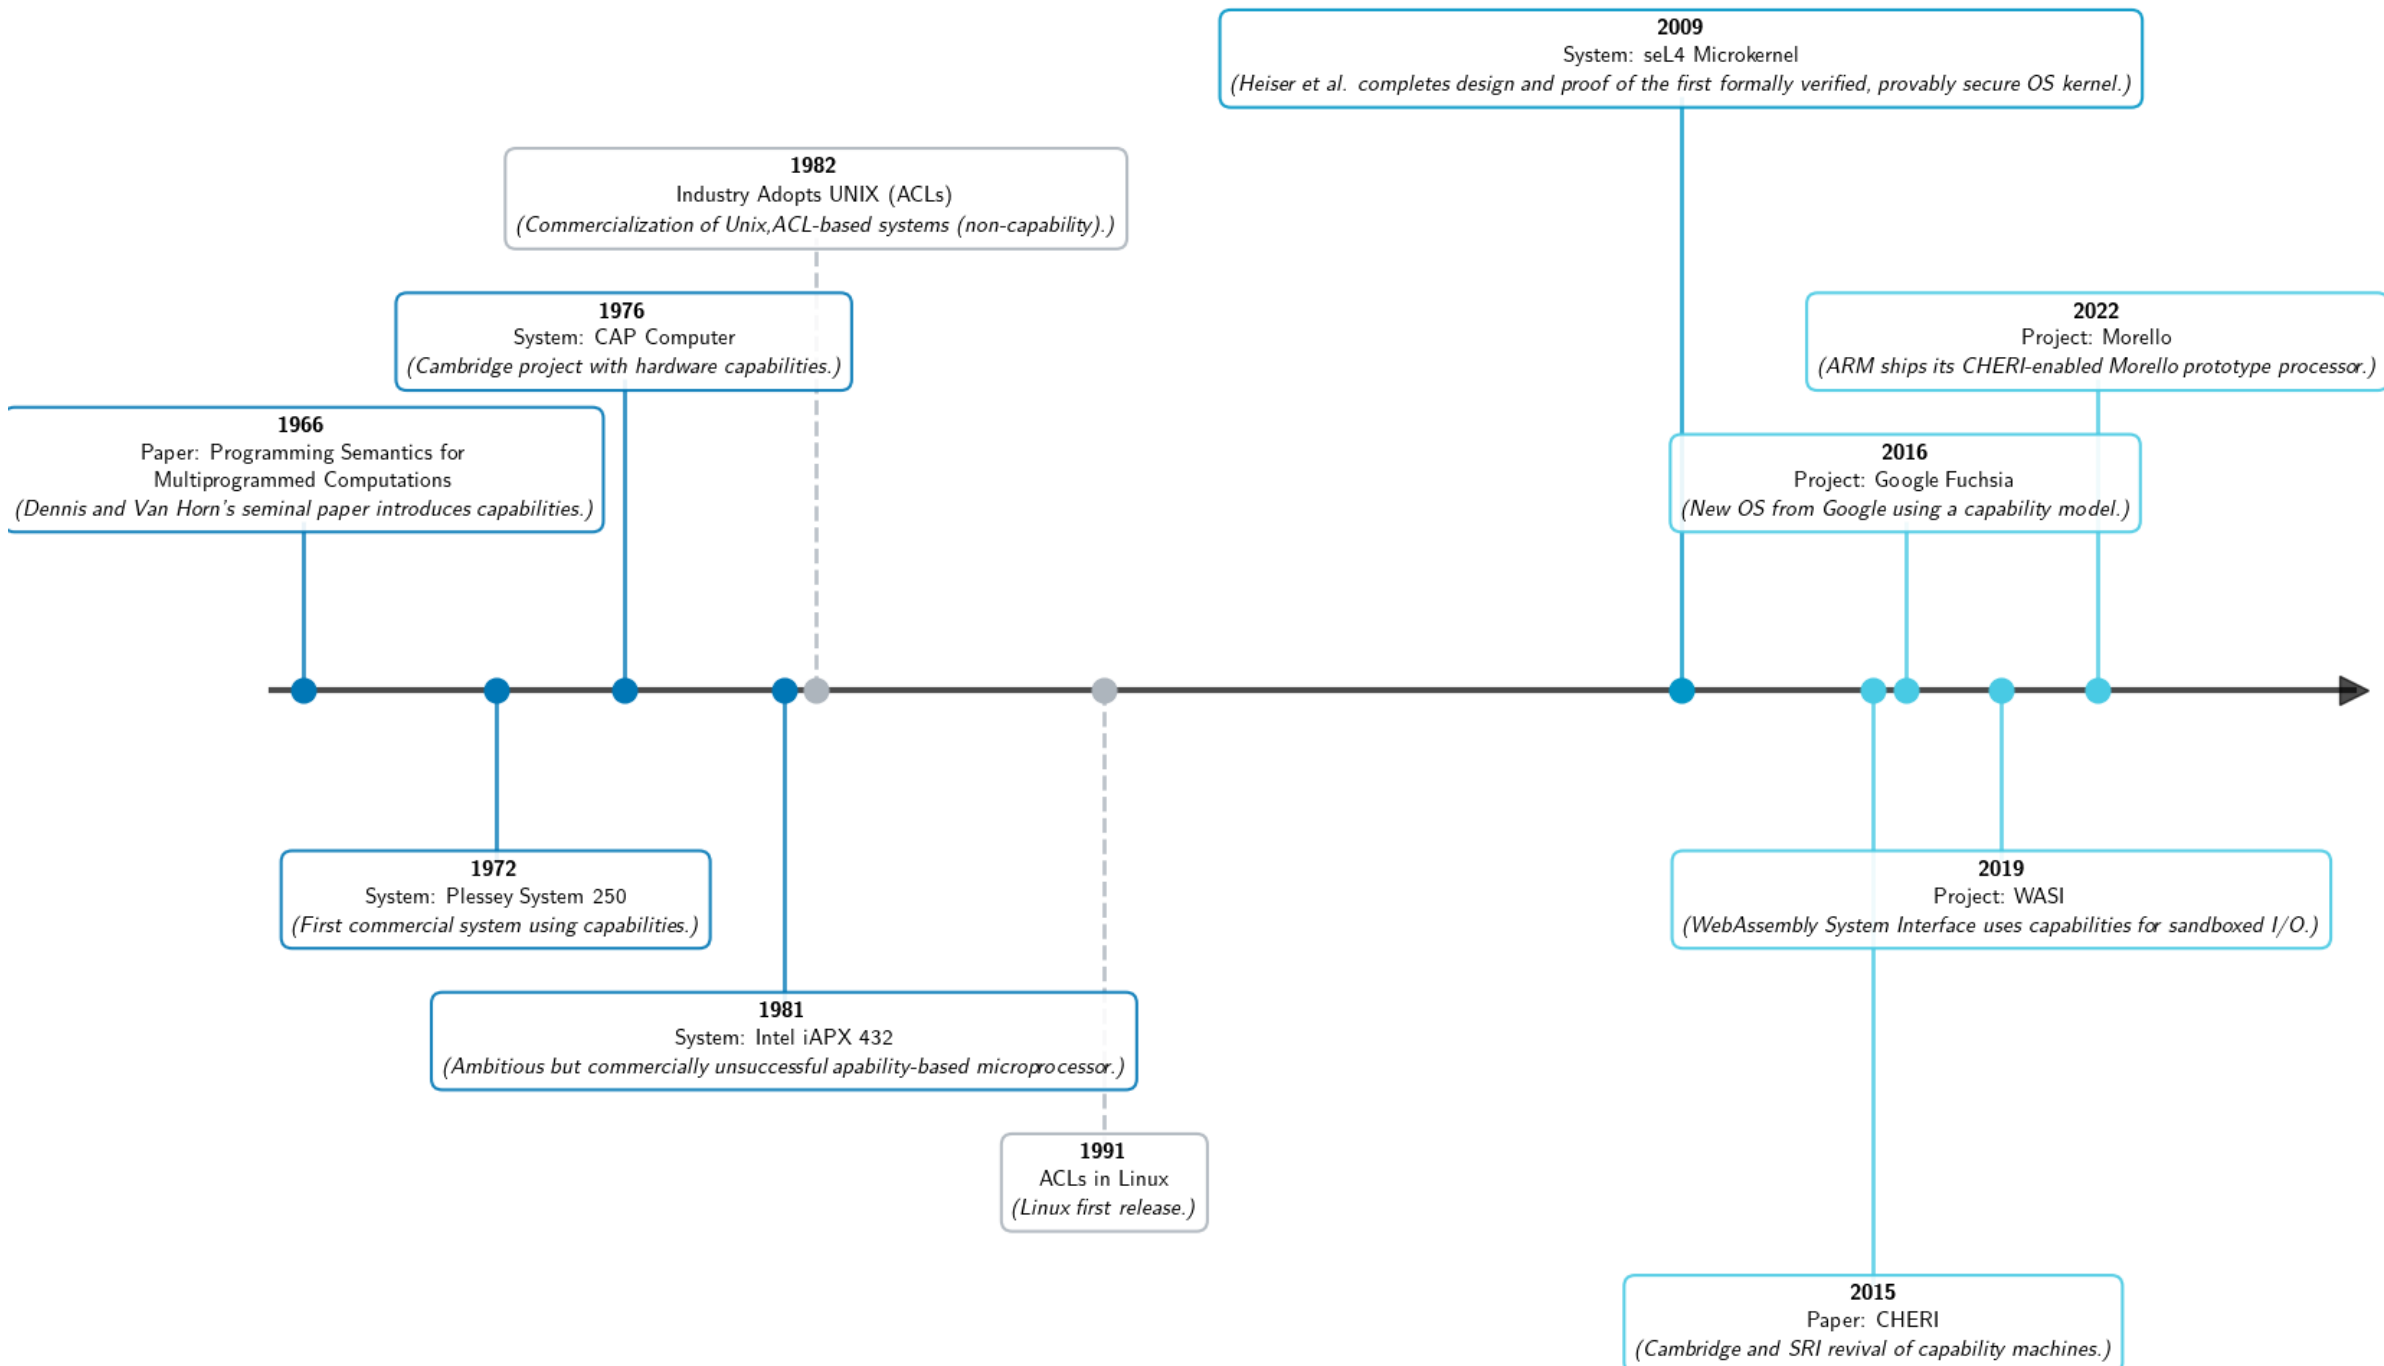 2009
System: seL4 Microkernel
(Heiser et al. completes design and proof of the first formally verified, provably secure OS kernel.)
1982
Industry Adopts UNIX (ACLs)
(Commercialization of Unix,ACL-based systems (non-capability).)
1976
System: CAP Computer
(Cambridge project with hardware capabilities.)
2022
Project: Morello
(ARM ships its CHERI-enabled Morello prototype processor.)
1966
Paper: Programming Semantics for
Multiprogrammed Computations
(Dennis and Van Horn's seminal paper introduces capabilities.)
2016
Project: Google Fuchsia
(New OS from Google using a capability model.)
1972
System: Plessey System 250
(First commercial system using capabilities.)
2019
Project: WASI
(WebAssembly System Interface uses capabilities for sandboxed I/O.)
1981
System: Intel iAPX 432
(Ambitious but commercially unsuccessful apability-based microprocessor.)
1991
ACLs in Linux
(Linux first release.)
2015
Paper: CHERI
(Cambridge and SRI revival of capability machines.)